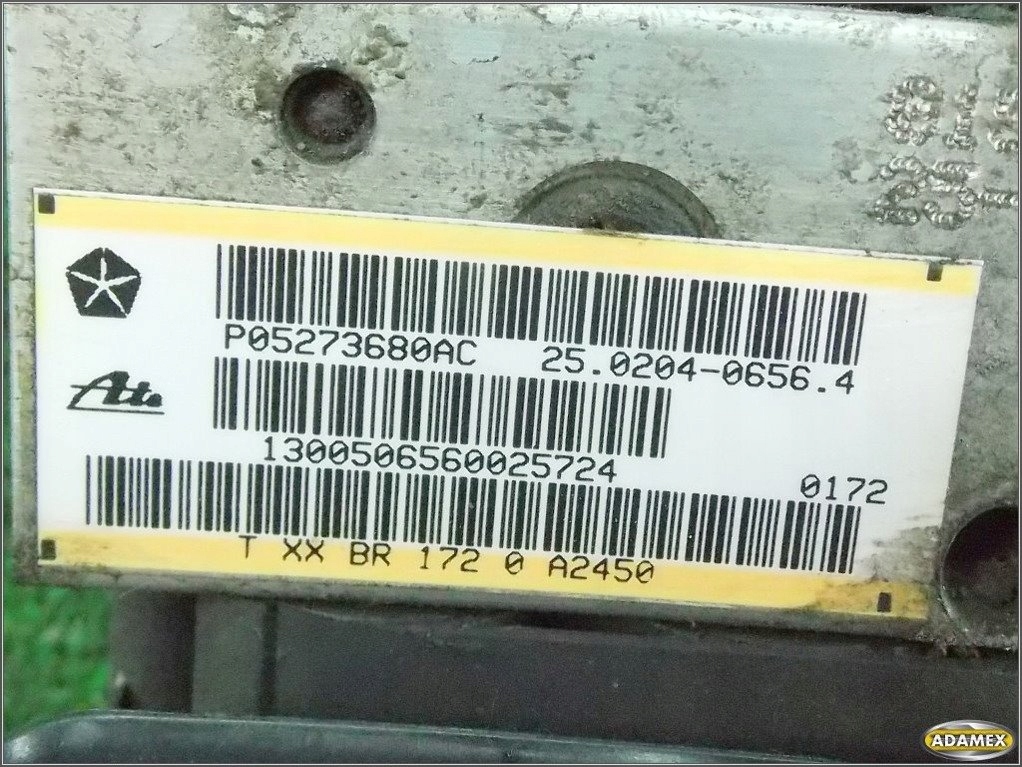 P05273680AC 25.0204-0656.4
Ate
1300506560025724
0172
T XX BR 172 0 A2450
ADAMEX